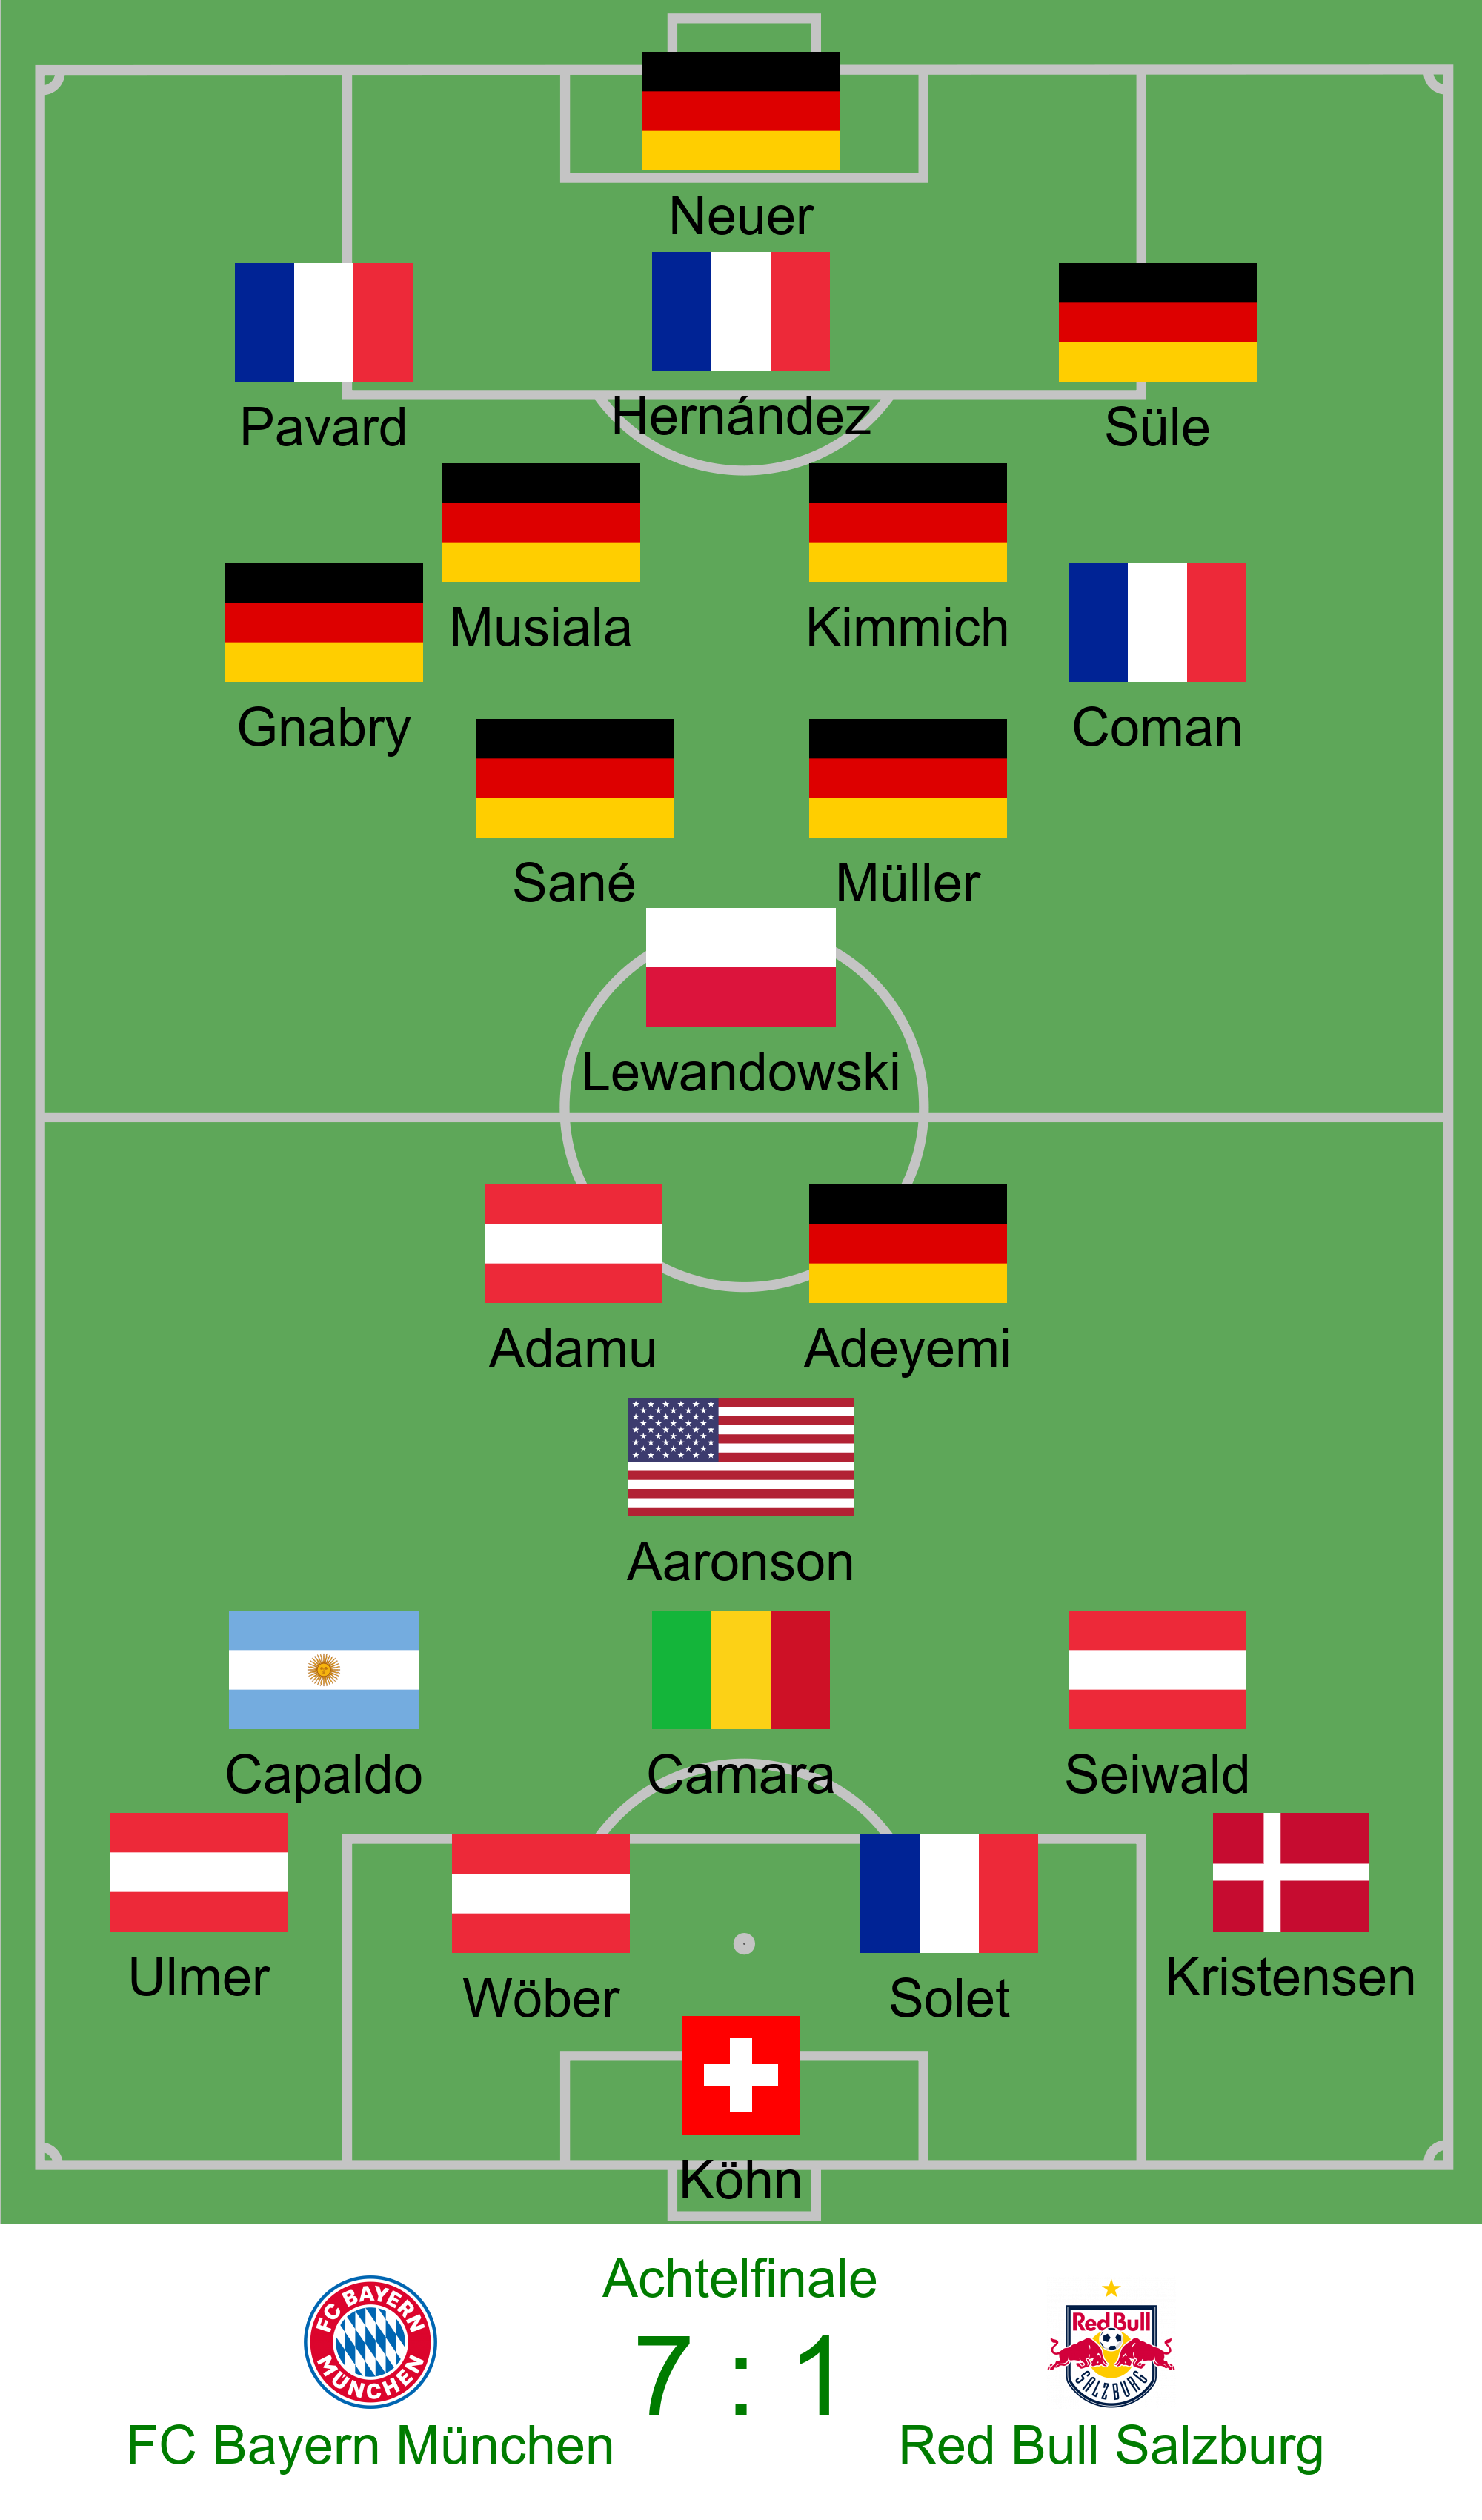 Neuer
Pavard
Hernández
Süle
Musiala
Kimmich
Gnabry
Coman
Sané
Müller
Lewandowski
Adamu
Adeyemi
Aaronson
Capaldo
Camara
Seiwald
Ulmer
Wöber
Solet
Kristensen
Köhn
Achtelfinale
FC BAYERN
MÜNCHEN
7 : 1
Red Bull
SALZBURG
FC Bayern München
Red Bull Salzburg